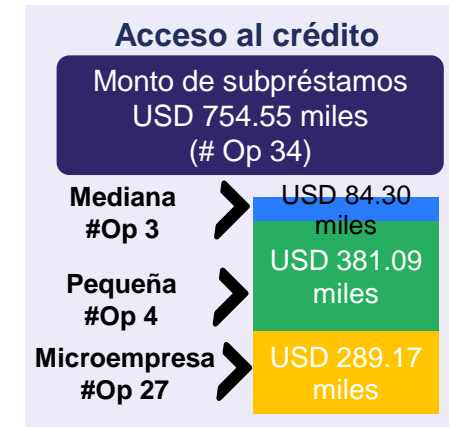 Acceso al crédito
Monto de subpréstamos
USD 754.55 miles
(# Op 34)
Mediana
#Op 3
USD 84.30
miles
Pequeña
#Op 4
USD 381.09
miles
Microempresa
#Op 27
USD 289.17
miles